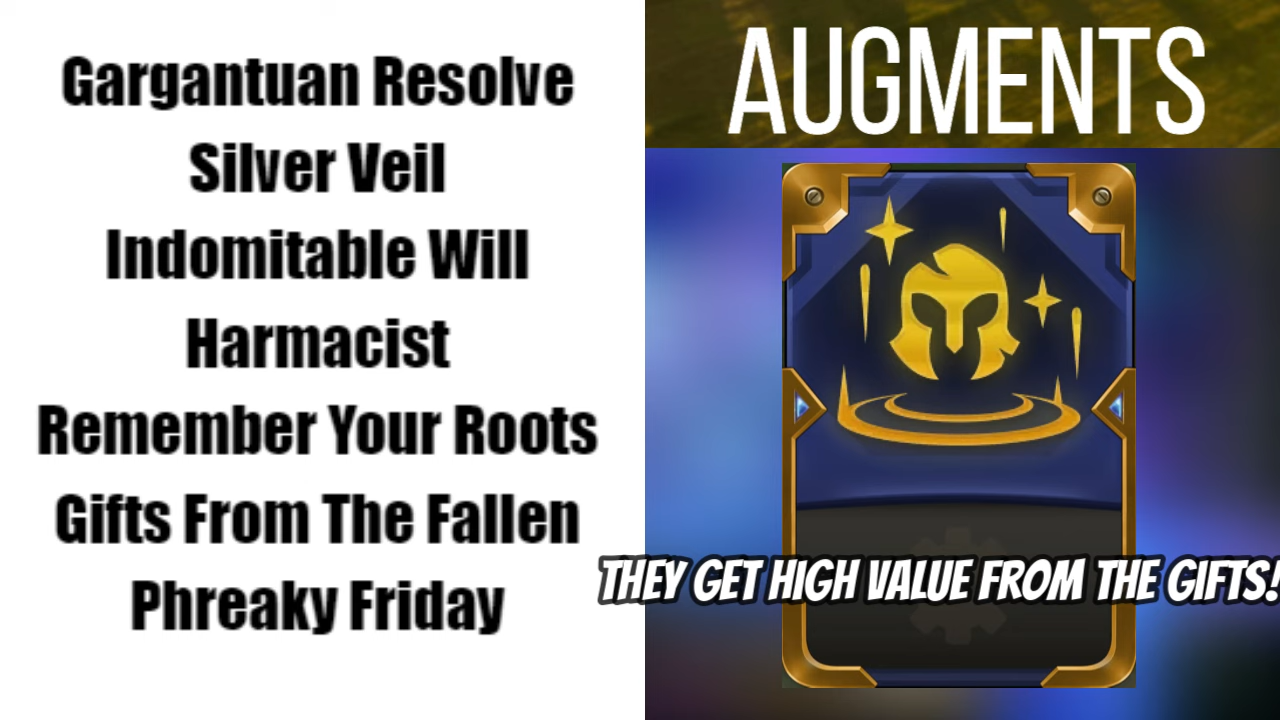 Gargantuan Resolve
Silver Veil
Indomitable Will
Harmacist
Remember Your Roots
Gifts From The Fallen
Phreaky Friday
AUGMENTS
THEY GET HIGH VALUE FROM THE GIFTS!